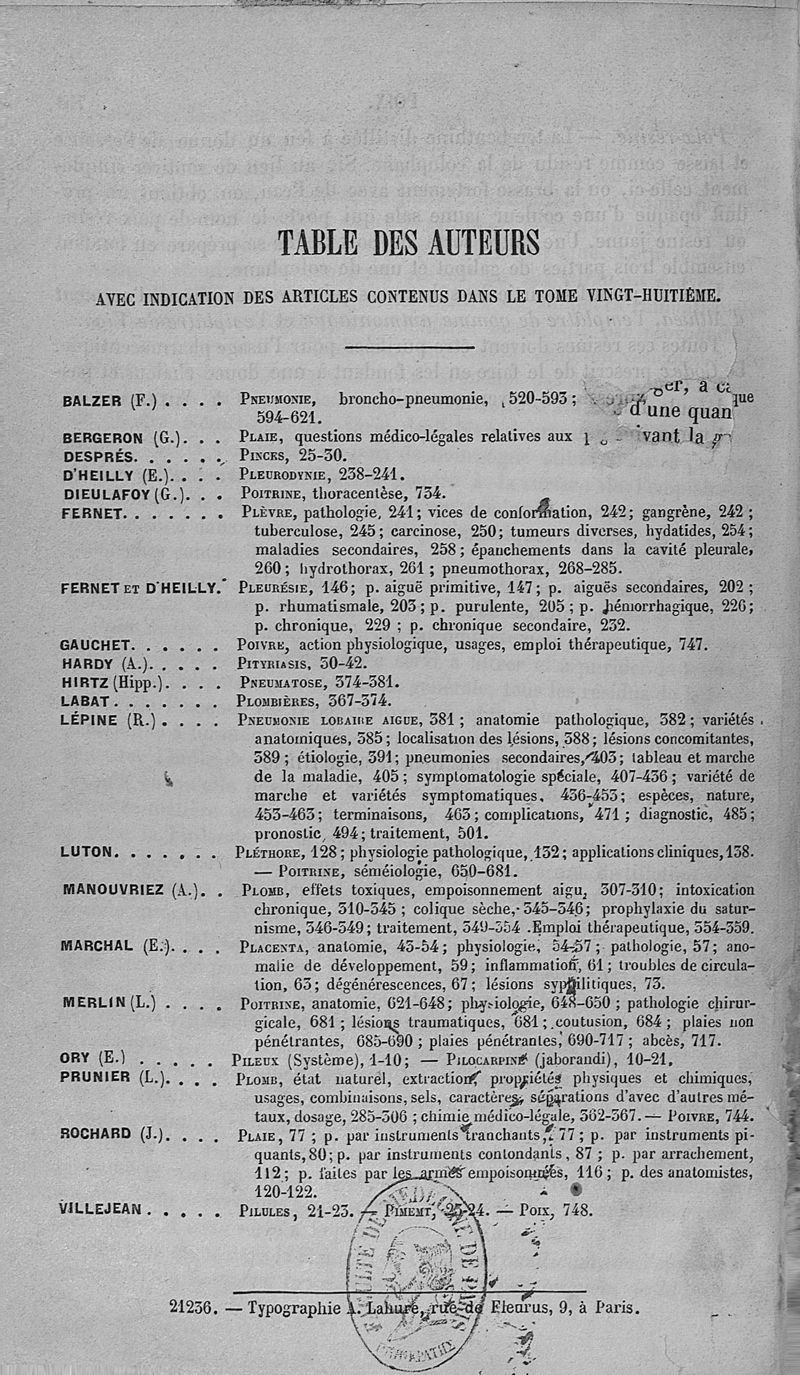 TABLE DES AUTEURS
AVEC INDICATION DES ARTICLES CONTENUS DANS LE TOME VINGT-HUITIÈME.
BALZER (F.) . . . . Pneumonie, broncho-pneumonie, 520-593; que
594-621. d'une quan
BERGERON (G.). . . Plaie, questions médico-légales relatives aux vivant la
DESPRÉS. . . . . . Pinces, 25-30.
D'HEILLY (E.). . . . Pleurodynie, 238-241.
DIEULAFOY (G.). . . Poitrine, thoracentèse, 734.
FERNET. . . . . . . Plèvre, pathologie, 241; vices de conformation, 242; gangrène, 242;
tuberculose, 245; carcinose, 250; tumeurs diverses, hydatides, 254;
maladies secondaires, 258; épanchements dans la cavité pleurale,
260; hydrothorax, 261; pneumothorax, 268-285.
FERNET ET D'HEILLY. Pleurésie, 146; p. aiguë primitive, 147; p. aiguës secondaires, 202;
p. rhumatismale, 203; p. purulente, 205; p. hémorrhagique, 226;
p. chronique, 229; p. chronique secondaire, 232.
GAUCHET. . . . . . Poivre, action physiologique, usages, emploi thérapeutique, 747.
HARDY (A.). . . . . Pityriasis, 30-42.
HIRTZ (Hipp.). . . . Pneumatose, 374-381.
LABAT . . . . . . . Plombières, 367-374.
LÉPINE (R.) . . . . Pneumonie lobaire aigue, 381; anatomie pathologique, 382; variétés
anatomiques, 385; localisation des lésions, 388; lésions concomitantes,
389; étiologie, 391; pneumonies secondaires, 403; tableau et marche
de la maladie, 405; symptomatologie spéciale, 407-436; variété de
marche et variétés symptomatiques, 436-453; espèces, nature,
453-463; terminaisons, 463; complications, 471; diagnostic, 485;
pronostic, 494; traitement, 501.
LUTON. . . . . . . Pléthore, 128; physiologie pathologique, 132; applications cliniques, 138.
— Poitrine, séméiologie, 650-681.
MANOUVRIEZ (A.). . Plomb, effets toxiques, empoisonnement aigu, 307-310; intoxication
chronique, 310-345; colique sèche, 345-346; prophylaxie du satur-
nisme, 346-349; traitement, 349-354. Emploi thérapeutique, 354-359.
MARCHAL (E.). . . . Placenta, anatomie, 43-54; physiologie, 54-57; pathologie, 57; ano-
malie de développement, 59; inflammation, 61; troubles de circula-
tion, 63; dégénérescences, 67; lésions syphilitiques, 73.
MERLIN (L.) . . . . Poitrine, anatomie, 621-648; physiologie, 648-650; pathologie chirur-
gicale, 681; lésions traumatiques, 681; contusion, 684; plaies non
pénétrantes, 685-690; plaies pénétrantes, 690-717; abcès, 717.
ORY (E.) . . . . . Pileux (Système), 1-10; — Pilocarpine (jaborandi), 10-21.
PRUNIER (L.). . . . Plomb, état naturel, extraction, propriétés physiques et chimiques,
usages, combinaisons, sels, caractères, séparations d'avec d'autres mé-
taux, dosage, 285-306; chimie médico-légale, 362-367. — Poivre, 744.
ROCHARD (J.). . . . Plaie, 77; p. par instruments tranchants, 77; p. par instruments pi-
quants, 80; p. par instruments contondants, 87; p. par arrachement,
112; p. faites par les armes empoisonnées, 116; p. des anatomistes,
120-122.
VILLEJEAN . . . . . Pilules, 21-23. — Piment, 23-24. — Poix, 748.
21236. — Typographie A. Lahure, rue de Fleurus, 9, à Paris.